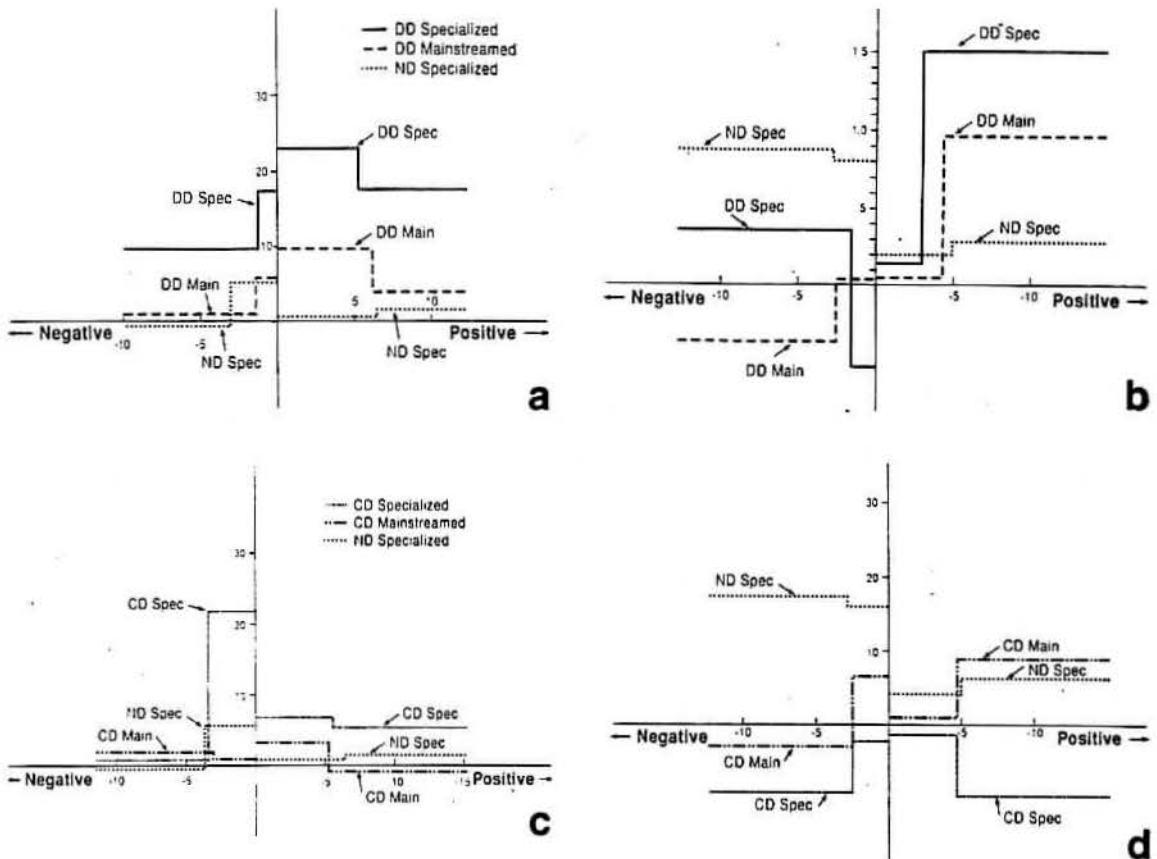 DD Specialized
DD Mainstreamed
ND Specialized
30
20
10
DD Spec
DD Spec
DD Main
DD Main
ND Spec
ND Spec
-10
-5
5
10
← Negative
Positive →
a
15
1.0
5
DD Spec
DD Main
ND Spec
DD Spec
ND Spec
DD Main
-10
-5
-5
-10
← Negative
Positive →
b
CD Specialized
CD Mainstreamed
ND Specialized
30
20
10
CD Spec
ND Spec
CD Main
CD Spec
ND Spec
CD Main
-10
-5
-5
10
-15
← Negative
Positive →
c
30
20
10
ND Spec
CD Main
ND Spec
CD Main
CD Spec
CD Spec
-10
-5
-5
-10
← Negative
Positive →
d